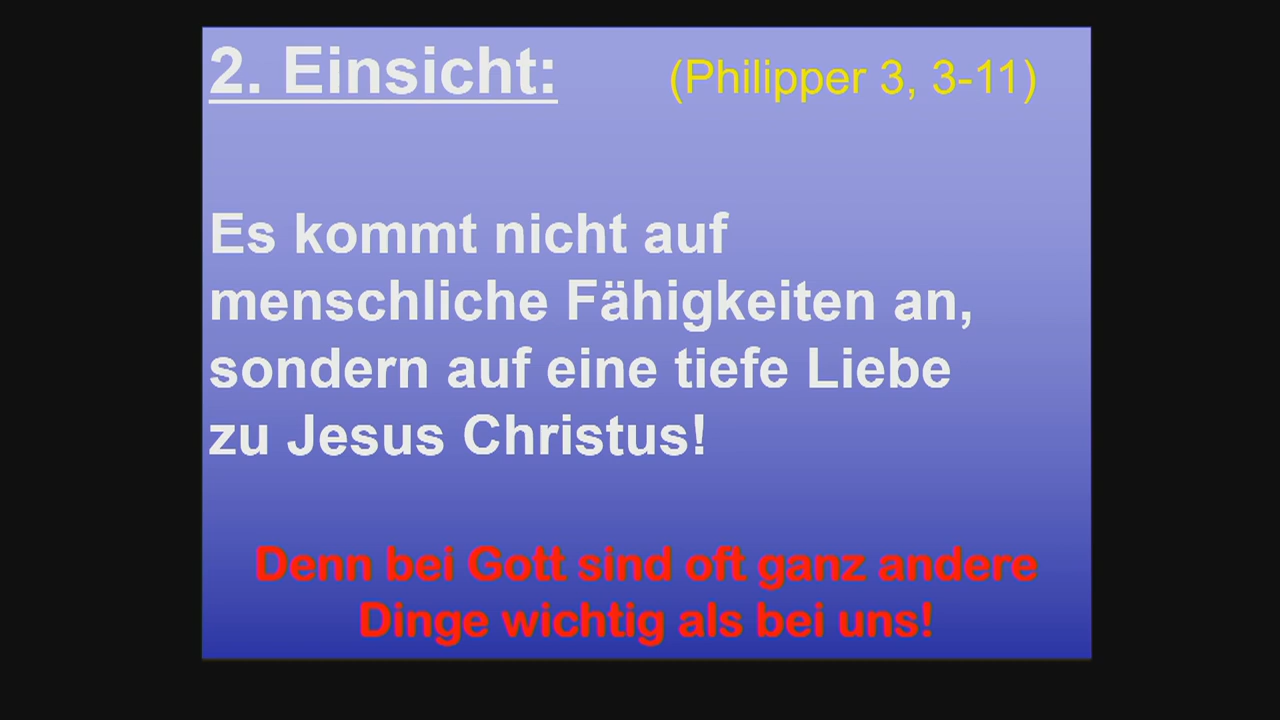 2. Einsicht: (Philipper 3, 3-11)
Es kommt nicht auf
menschliche Fähigkeiten an,
sondern auf eine tiefe Liebe
zu Jesus Christus!
Denn bei Gott sind oft ganz andere
Dinge wichtig als bei uns!